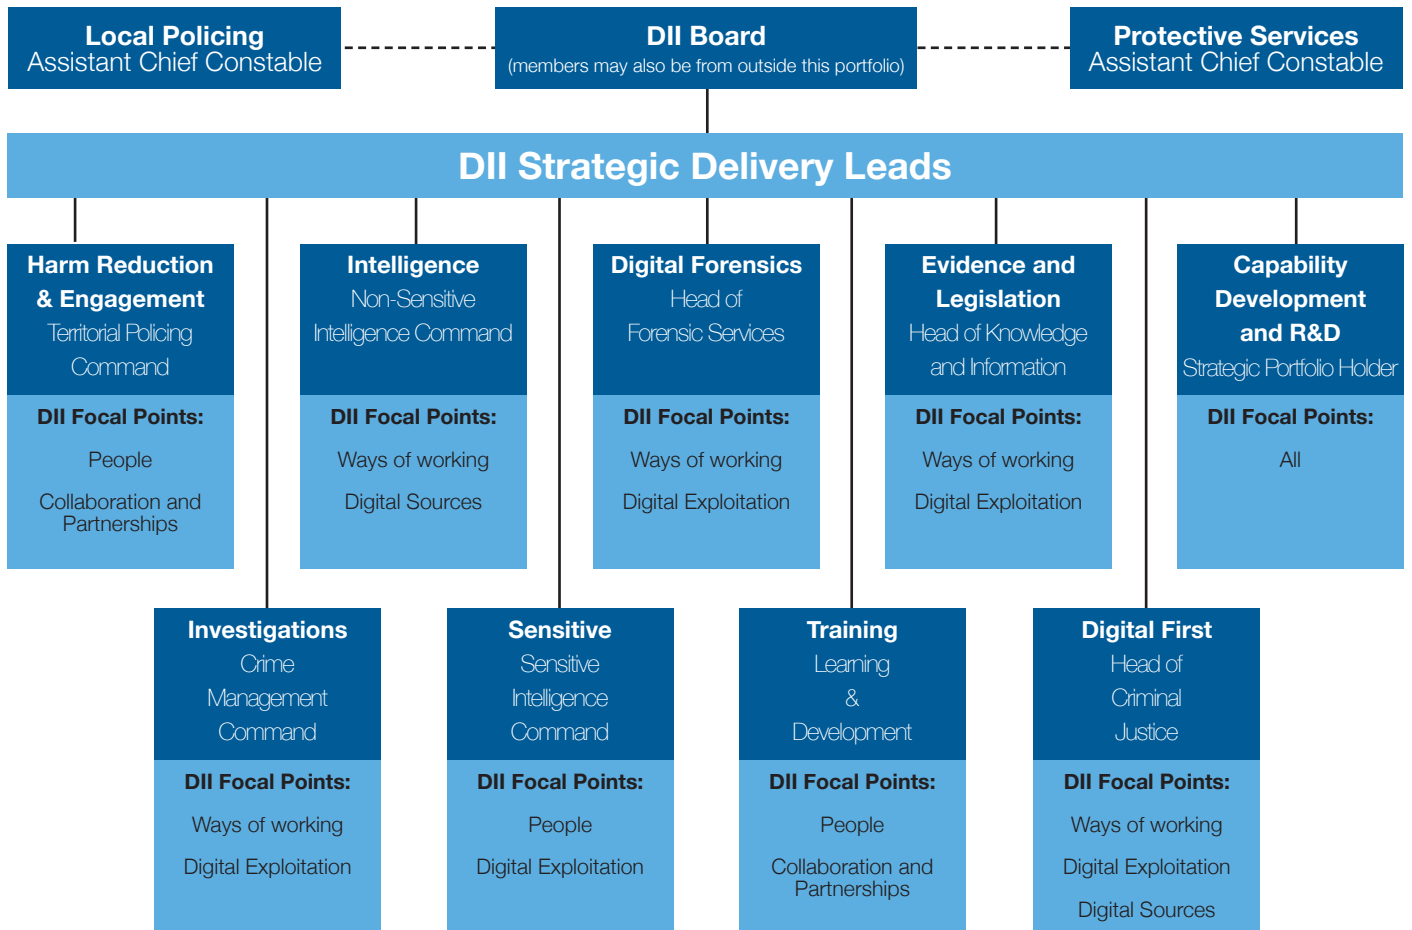 Local Policing
Assistant Chief Constable
DII Board
(members may also be from outside this portfolio)
Protective Services
Assistant Chief Constable
DII Strategic Delivery Leads
Harm Reduction
& Engagement
Territorial Policing
Command
DII Focal Points:
People
Collaboration and
Partnerships
Intelligence
Non-Sensitive
Intelligence Command
DII Focal Points:
Ways of working
Digital Sources
Digital Forensics
Head of
Forensic Services
DII Focal Points:
Ways of working
Digital Exploitation
Evidence and
Legislation
Head of Knowledge
and Information
DII Focal Points:
Ways of working
Digital Exploitation
Capability
Development
and R&D
Strategic Portfolio Holder
DII Focal Points:
All
Investigations
Crime
Management
Command
DII Focal Points:
Ways of working
Digital Exploitation
Sensitive
Sensitive
Intelligence
Command
DII Focal Points:
People
Digital Exploitation
Training
Learning
&
Development
DII Focal Points:
People
Collaboration and
Partnerships
Digital First
Head of
Criminal
Justice
DII Focal Points:
Ways of working
Digital Exploitation
Digital Sources